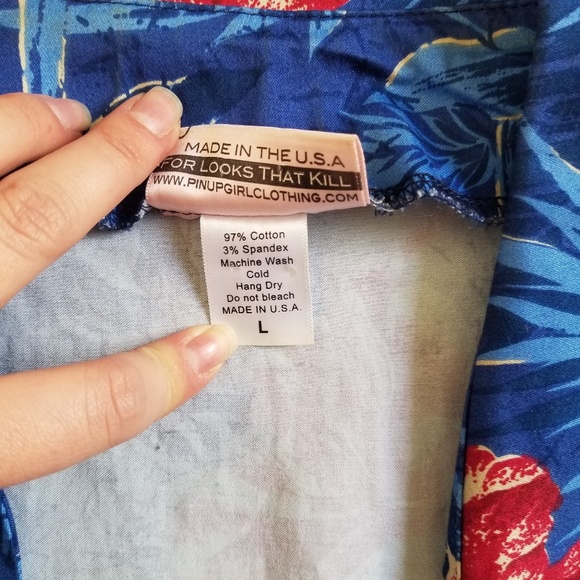 MADE IN THE U.S.A
FOR LOOKS THAT KILL
WWW.PINUPGIRLCLOTHING.COM
97% Cotton
3% Spandex
Machine Wash
Cold
Hang Dry
Do not bleach
MADE IN U.S.A.
L